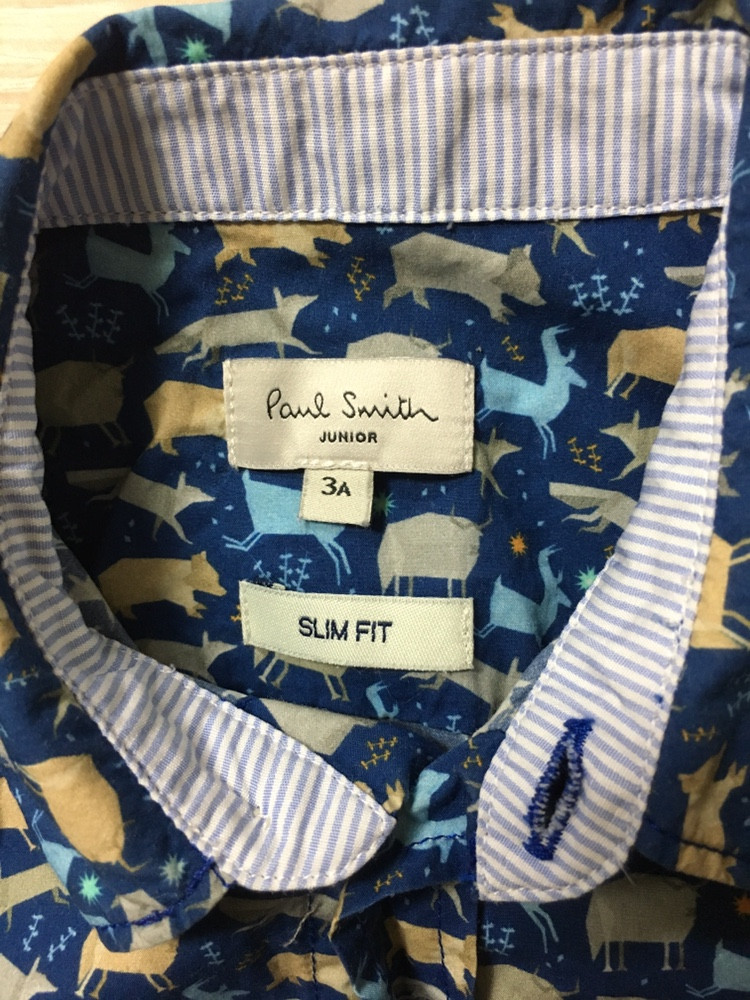 Paul Smith
JUNIOR
3A
SLIM FIT